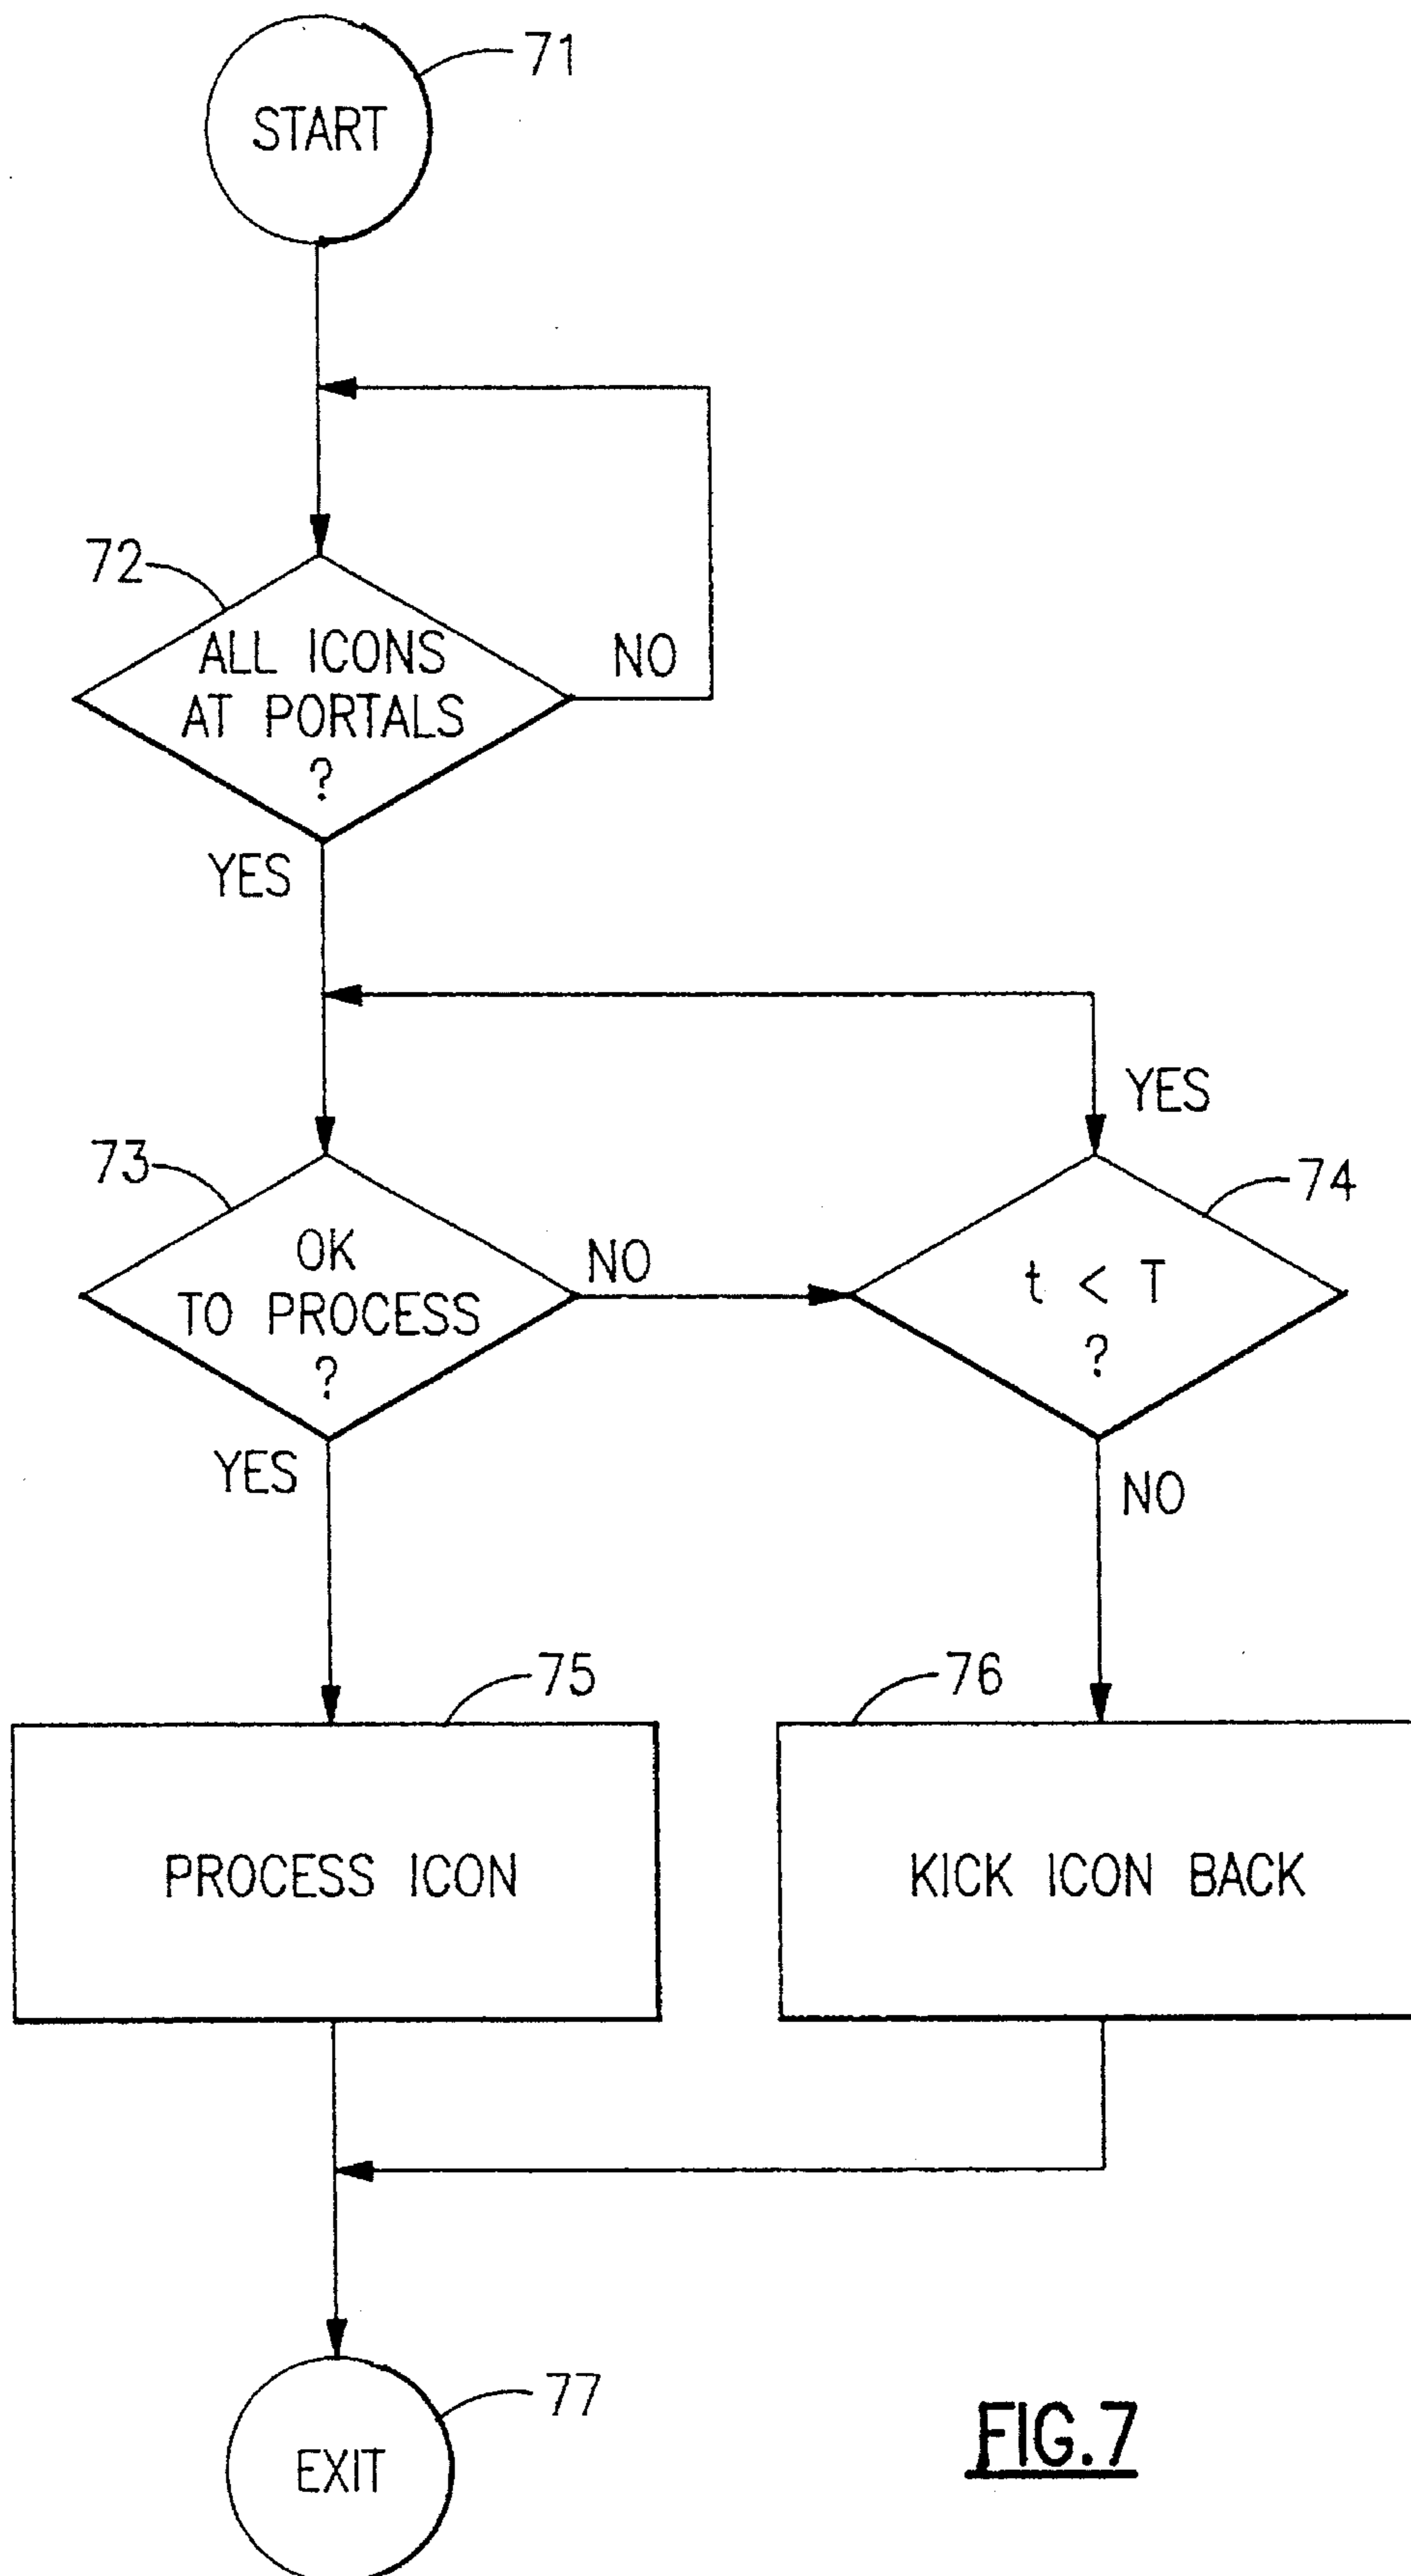 71
START
72
ALL ICONS
AT PORTALS
?
NO
YES
YES
73
OK
TO PROCESS
?
NO
74
t < T
?
YES
NO
75
PROCESS ICON
76
KICK ICON BACK
77
EXIT
FIG.7